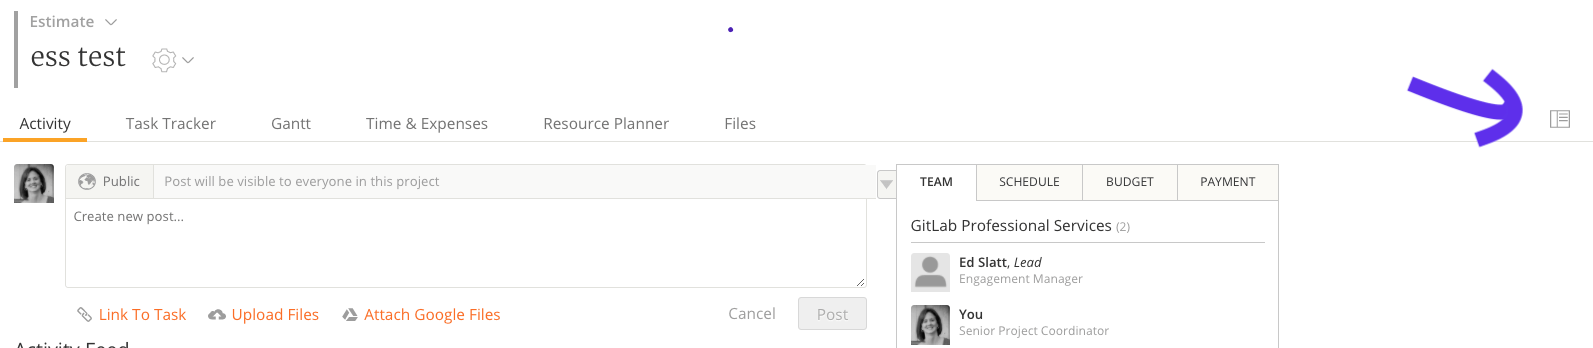 Estimate
ess test
Activity Task Tracker Gantt Time & Expenses Resource Planner Files
Public Post will be visible to everyone in this project
Create new post...
Link To Task Upload Files Attach Google Files Cancel Post
Activity Feed
TEAM SCHEDULE BUDGET PAYMENT
GitLab Professional Services (2)
Ed Slatt, Lead
Engagement Manager
You
Senior Project Coordinator